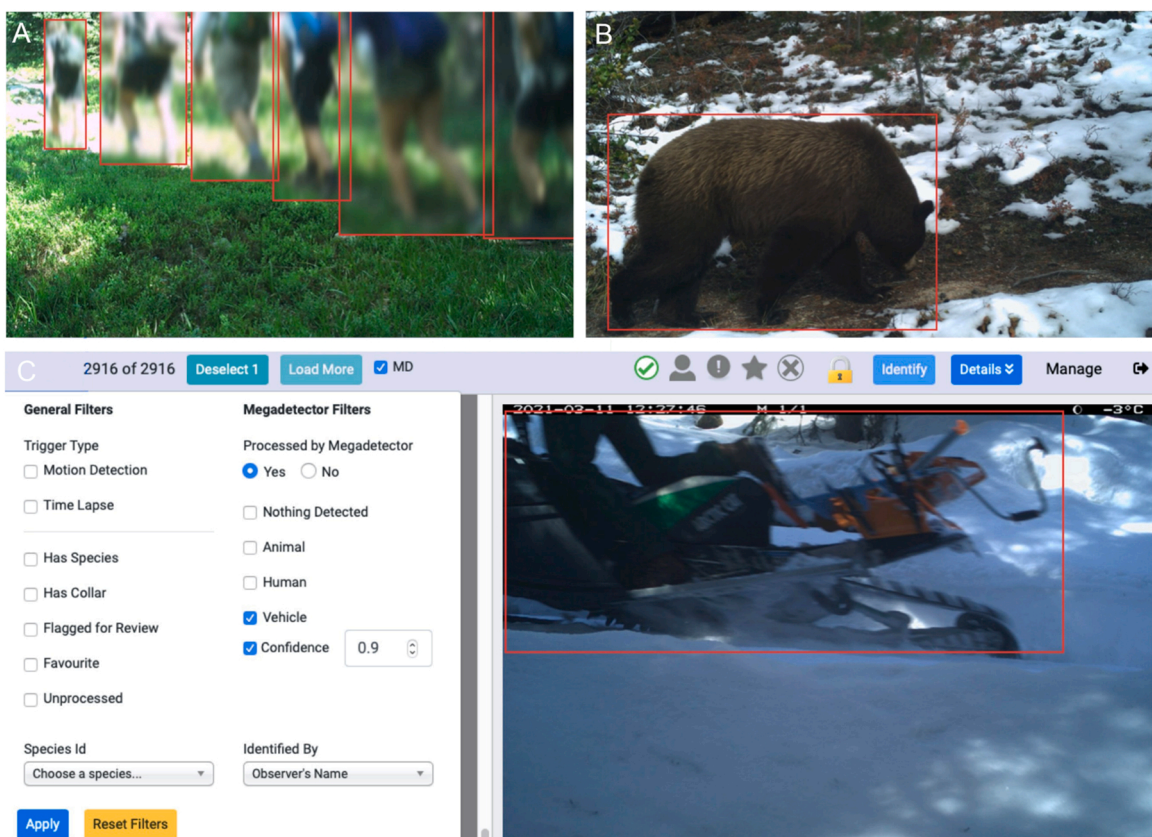 A
B
C
2916 of 2916
Deselect 1
Load More
MD
Identify
Details
Manage
General Filters
Megadetector Filters
Trigger Type
Processed by Megadetector
Motion Detection
Yes
No
Time Lapse
Nothing Detected
Has Species
Animal
Has Collar
Human
Flagged for Review
Vehicle
Favourite
Confidence
0.9
Unprocessed
Species Id
Identified By
Choose a species...
Observer's Name
Apply
Reset Filters
2021-03-11 12:27:46
M 1/1
-3°C